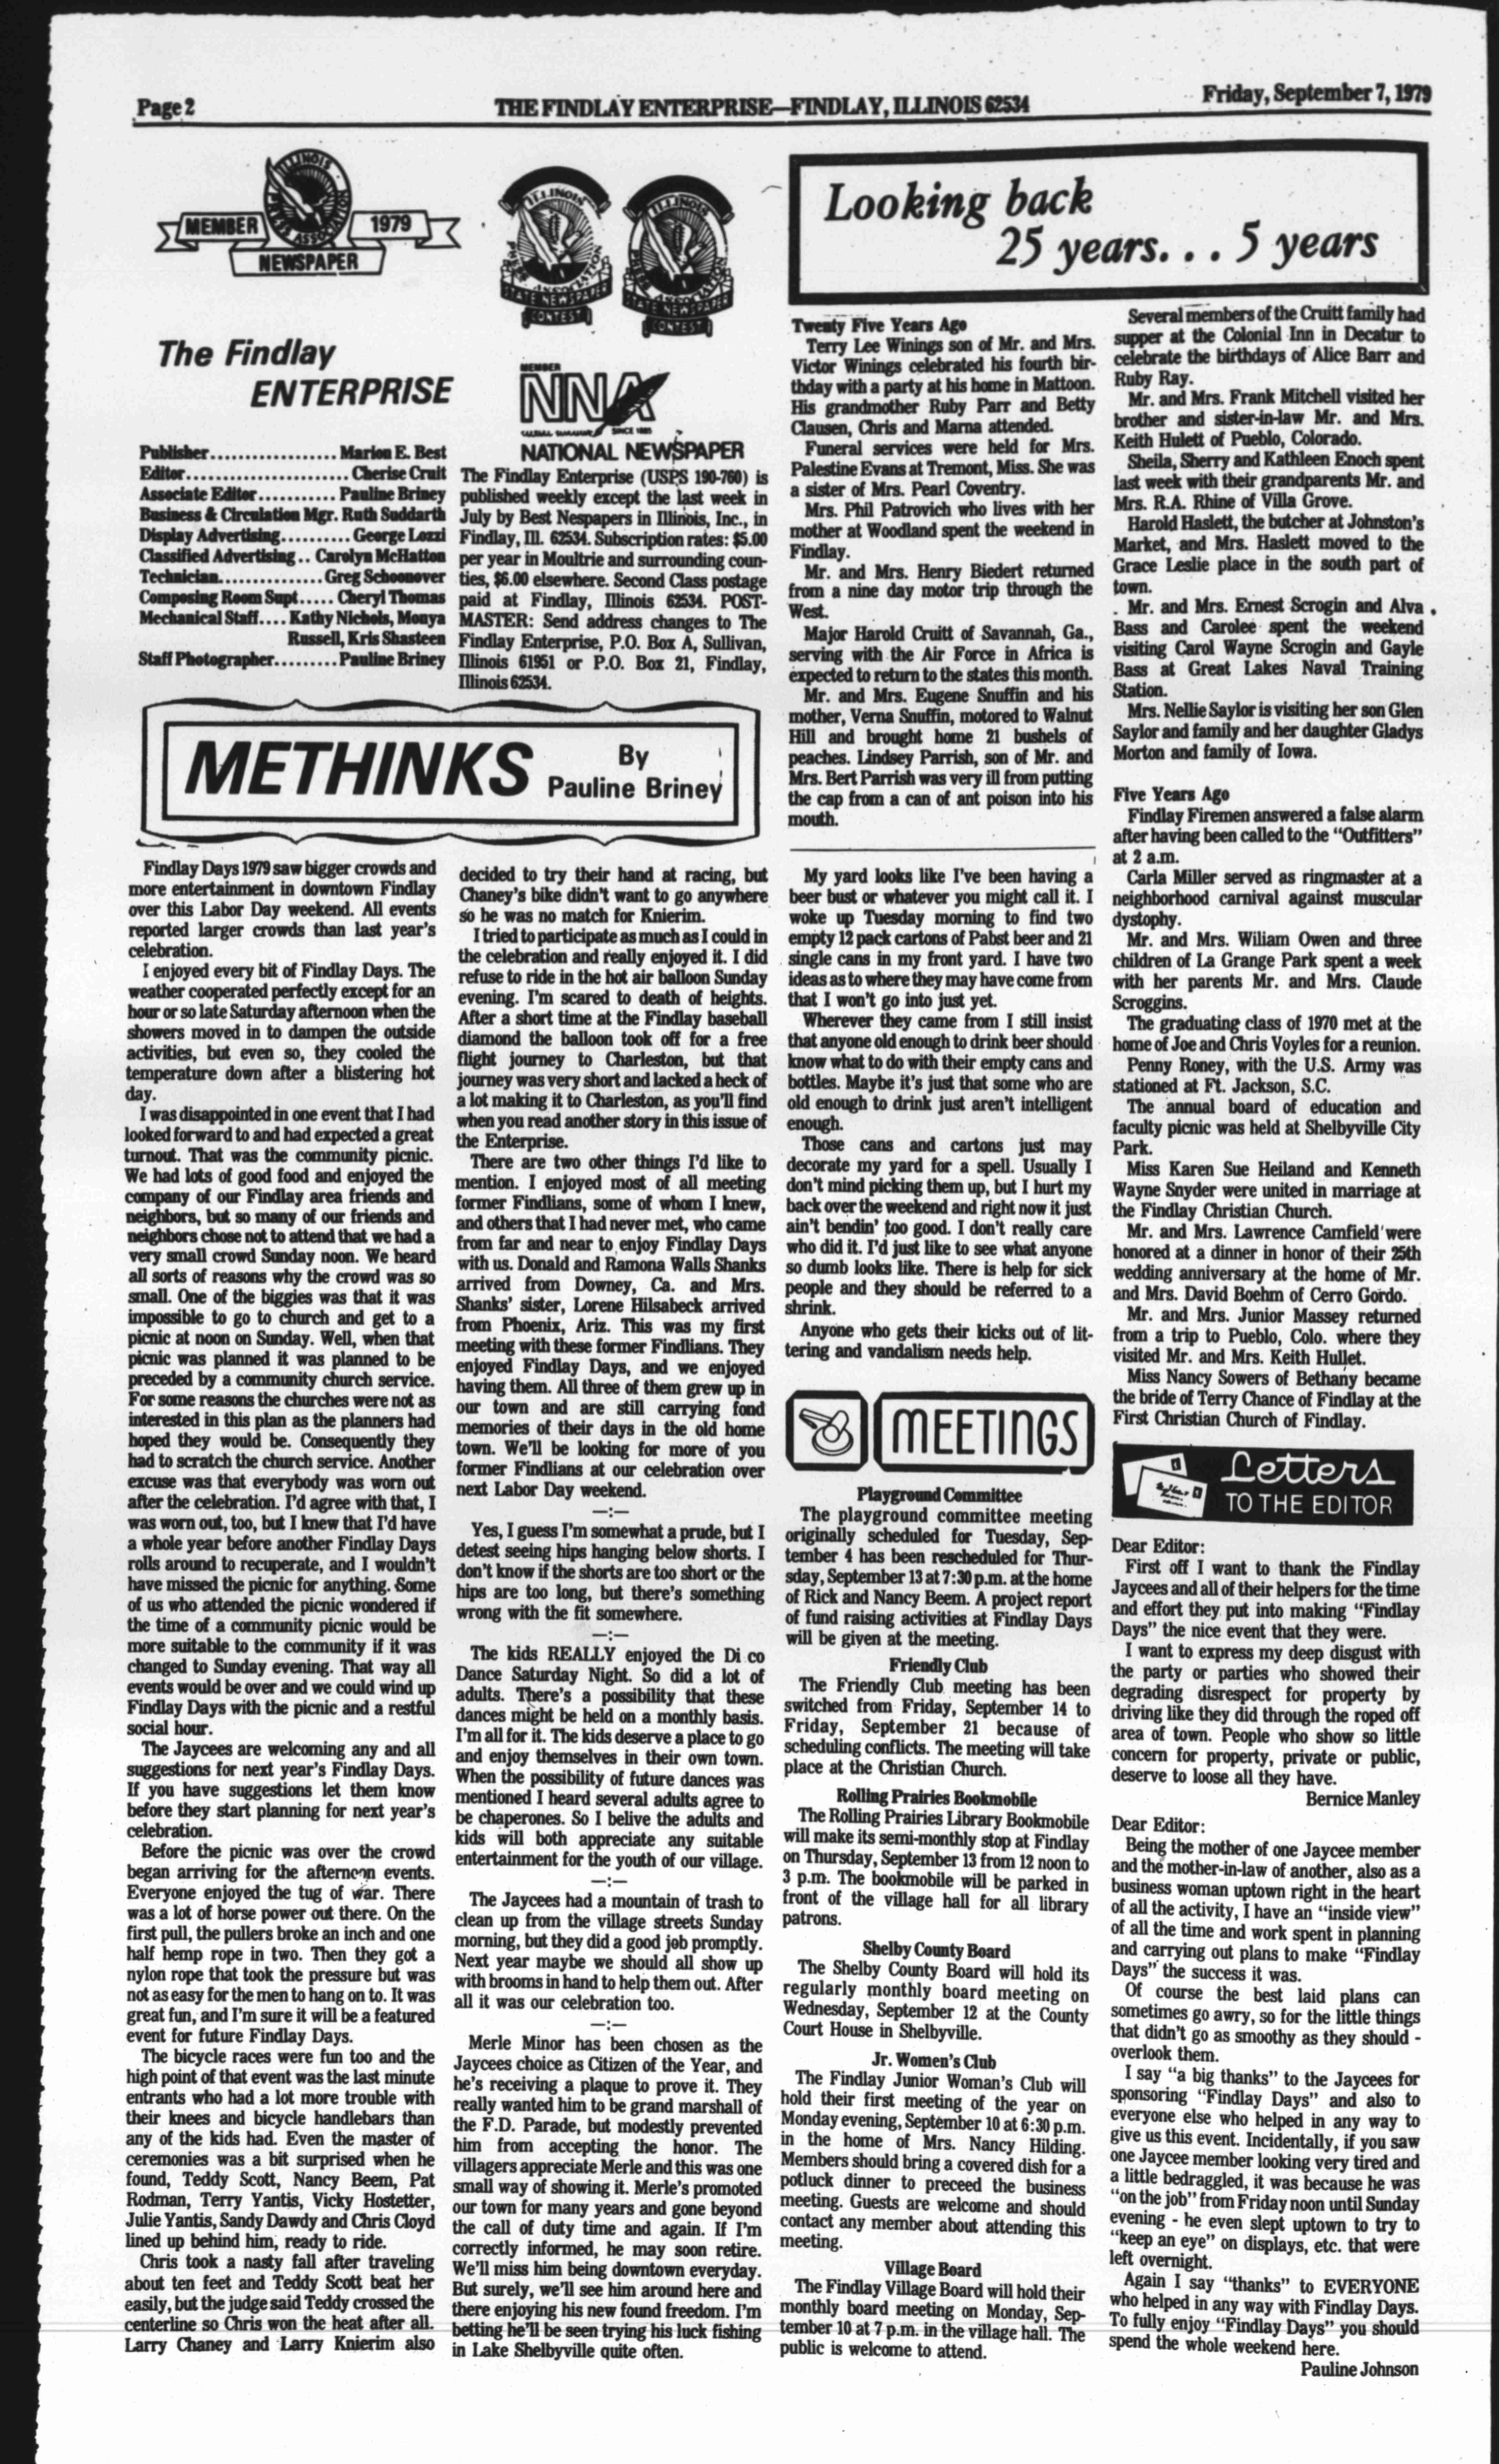 Page 2
THE FINDLAY ENTERPRISE—FINDLAY, ILLINOIS 62534
Friday, September 7, 1979
ILLINOIS
PRESS ASSOCIATION
MEMBER
1979
NEWSPAPER
ILLINOIS
PRESS ASSOCIATION
STATE NEWSPAPER
CONTEST
ILLINOIS
PRESS ASSOCIATION
STATE NEWSPAPER
CONTEST
The Findlay
ENTERPRISE
Publisher................. Marion E. Best
Editor....................... Cherise Cruit
Associate Editor........... Pauline Briney
Business & Circulation Mgr. Ruth Suddarth
Display Advertising.......... George Lozzi
Classified Advertising.. Carolyn McHatton
Technician............... Greg Schoonover
Composing Room Supt..... Cheryl Thomas
Mechanical Staff.... Kathy Nichols, Monya
Russell, Kris Shasteen
Staff Photographer......... Pauline Briney
MEMBER
NNA
SINCE 1885
NATIONAL NEWSPAPER
The Findlay Enterprise (USPS 190-760) is
published weekly except the last week in
July by Best Nespapers in Illinois, Inc., in
Findlay, Ill. 62534. Subscription rates: $5.00
per year in Moultrie and surrounding coun-
ties, $6.00 elsewhere. Second Class postage
paid at Findlay, Illinois 62534. POST-
MASTER: Send address changes to The
Findlay Enterprise, P.O. Box A, Sullivan,
Illinois 61951 or P.O. Box 21, Findlay,
Illinois 62534.
METHINKS
By
Pauline Briney
Findlay Days 1979 saw bigger crowds and
more entertainment in downtown Findlay
over this Labor Day weekend. All events
reported larger crowds than last year's
celebration.
I enjoyed every bit of Findlay Days. The
weather cooperated perfectly except for an
hour or so late Saturday afternoon when the
showers moved in to dampen the outside
activities, but even so, they cooled the
temperature down after a blistering hot
day.
I was disappointed in one event that I had
looked forward to and had expected a great
turnout. That was the community picnic.
We had lots of good food and enjoyed the
company of our Findlay area friends and
neighbors, but so many of our friends and
neighbors chose not to attend that we had a
very small crowd Sunday noon. We heard
all sorts of reasons why the crowd was so
small. One of the biggies was that it was
impossible to go to church and get to a
picnic at noon on Sunday. Well, when that
picnic was planned it was planned to be
preceded by a community church service.
For some reasons the churches were not as
interested in this plan as the planners had
hoped they would be. Consequently they
had to scratch the church service. Another
excuse was that everybody was worn out
after the celebration. I'd agree with that, I
was worn out, too, but I knew that I'd have
a whole year before another Findlay Days
rolls around to recuperate, and I wouldn't
have missed the picnic for anything. Some
of us who attended the picnic wondered if
the time of a community picnic would be
more suitable to the community if it was
changed to Sunday evening. That way all
events would be over and we could wind up
Findlay Days with the picnic and a restful
social hour.
The Jaycees are welcoming any and all
suggestions for next year's Findlay Days.
If you have suggestions let them know
before they start planning for next year's
celebration.
Before the picnic was over the crowd
began arriving for the afternoon events.
Everyone enjoyed the tug of war. There
was a lot of horse power out there. On the
first pull, the pullers broke an inch and one
half hemp rope in two. Then they got a
nylon rope that took the pressure but was
not as easy for the men to hang on to. It was
great fun, and I'm sure it will be a featured
event for future Findlay Days.
The bicycle races were fun too and the
high point of that event was the last minute
entrants who had a lot more trouble with
their knees and bicycle handlebars than
any of the kids had. Even the master of
ceremonies was a bit surprised when he
found, Teddy Scott, Nancy Beem, Pat
Rodman, Terry Yantis, Vicky Hostetter,
Julie Yantis, Sandy Dawdy and Chris Cloyd
lined up behind him, ready to ride.
Chris took a nasty fall after traveling
about ten feet and Teddy Scott beat her
easily, but the judge said Teddy crossed the
centerline so Chris won the heat after all.
Larry Chaney and Larry Knierim also
decided to try their hand at racing, but
Chaney's bike didn't want to go anywhere
so he was no match for Knierim.
I tried to participate as much as I could in
the celebration and really enjoyed it. I did
refuse to ride in the hot air balloon Sunday
evening. I'm scared to death of heights.
After a short time at the Findlay baseball
diamond the balloon took off for a free
flight journey to Charleston, but that
journey was very short and lacked a heck of
a lot making it to Charleston, as you'll find
when you read another story in this issue of
the Enterprise.
There are two other things I'd like to
mention. I enjoyed most of all meeting
former Findlians, some of whom I knew,
and others that I had never met, who came
from far and near to enjoy Findlay Days
with us. Donald and Ramona Walls Shanks
arrived from Downey, Ca. and Mrs.
Shanks' sister, Lorene Hilsabeck arrived
from Phoenix, Ariz. This was my first
meeting with these former Findlians. They
enjoyed Findlay Days, and we enjoyed
having them. All three of them grew up in
our town and are still carrying fond
memories of their days in the old home
town. We'll be looking for more of you
former Findlians at our celebration over
next Labor Day weekend.
—:—
Yes, I guess I'm somewhat a prude, but I
detest seeing hips hanging below shorts. I
don't know if the shorts are too short or the
hips are too long, but there's something
wrong with the fit somewhere.
—:—
The kids REALLY enjoyed the Di co
Dance Saturday Night. So did a lot of
adults. There's a possibility that these
dances might be held on a monthly basis.
I'm all for it. The kids deserve a place to go
and enjoy themselves in their own town.
When the possibility of future dances was
mentioned I heard several adults agree to
be chaperones. So I belive the adults and
kids will both appreciate any suitable
entertainment for the youth of our village.
—:—
The Jaycees had a mountain of trash to
clean up from the village streets Sunday
morning, but they did a good job promptly.
Next year maybe we should all show up
with brooms in hand to help them out. After
all it was our celebration too.
—:—
Merle Minor has been chosen as the
Jaycees choice as Citizen of the Year, and
he's receiving a plaque to prove it. They
really wanted him to be grand marshall of
the F.D. Parade, but modestly prevented
him from accepting the honor. The
villagers appreciate Merle and this was one
small way of showing it. Merle's promoted
our town for many years and gone beyond
the call of duty time and again. If I'm
correctly informed, he may soon retire.
We'll miss him being downtown everyday.
But surely, we'll see him around here and
there enjoying his new found freedom. I'm
betting he'll be seen trying his luck fishing
in Lake Shelbyville quite often.
Looking back
25 years. . . 5 years
Twenty Five Years Ago
Terry Lee Winings son of Mr. and Mrs.
Victor Winings celebrated his fourth bir-
thday with a party at his home in Mattoon.
His grandmother Ruby Parr and Betty
Clausen, Chris and Marna attended.
Funeral services were held for Mrs.
Palestine Evans at Tremont, Miss. She was
a sister of Mrs. Pearl Coventry.
Mrs. Phil Patrovich who lives with her
mother at Woodland spent the weekend in
Findlay.
Mr. and Mrs. Henry Biedert returned
from a nine day motor trip through the
West.
Major Harold Cruitt of Savannah, Ga.,
serving with the Air Force in Africa is
expected to return to the states this month.
Mr. and Mrs. Eugene Snuffin and his
mother, Verna Snuffin, motored to Walnut
Hill and brought home 21 bushels of
peaches. Lindsey Parrish, son of Mr. and
Mrs. Bert Parrish was very ill from putting
the cap from a can of ant poison into his
mouth.
My yard looks like I've been having a
beer bust or whatever you might call it. I
woke up Tuesday morning to find two
empty 12 pack cartons of Pabst beer and 21
single cans in my front yard. I have two
ideas as to where they may have come from
that I won't go into just yet.
Wherever they came from I still insist
that anyone old enough to drink beer should
know what to do with their empty cans and
bottles. Maybe it's just that some who are
old enough to drink just aren't intelligent
enough.
Those cans and cartons just may
decorate my yard for a spell. Usually I
don't mind picking them up, but I hurt my
back over the weekend and right now it just
ain't bendin' too good. I don't really care
who did it. I'd just like to see what anyone
so dumb looks like. There is help for sick
people and they should be referred to a
shrink.
Anyone who gets their kicks out of lit-
tering and vandalism needs help.
MEETINGS
Playground Committee
The playground committee meeting
originally scheduled for Tuesday, Sep-
tember 4 has been rescheduled for Thur-
sday, September 13 at 7:30 p.m. at the home
of Rick and Nancy Beem. A project report
of fund raising activities at Findlay Days
will be given at the meeting.
Friendly Club
The Friendly Club meeting has been
switched from Friday, September 14 to
Friday, September 21 because of
scheduling conflicts. The meeting will take
place at the Christian Church.
Rolling Prairies Bookmobile
The Rolling Prairies Library Bookmobile
will make its semi-monthly stop at Findlay
on Thursday, September 13 from 12 noon to
3 p.m. The bookmobile will be parked in
front of the village hall for all library
patrons.
Shelby County Board
The Shelby County Board will hold its
regularly monthly board meeting on
Wednesday, September 12 at the County
Court House in Shelbyville.
Jr. Women's Club
The Findlay Junior Woman's Club will
hold their first meeting of the year on
Monday evening, September 10 at 6:30 p.m.
in the home of Mrs. Nancy Hilding.
Members should bring a covered dish for a
potluck dinner to preceed the business
meeting. Guests are welcome and should
contact any member about attending this
meeting.
Village Board
The Findlay Village Board will hold their
monthly board meeting on Monday, Sep-
tember 10 at 7 p.m. in the village hall. The
public is welcome to attend.
Several members of the Cruitt family had
supper at the Colonial Inn in Decatur to
celebrate the birthdays of Alice Barr and
Ruby Ray.
Mr. and Mrs. Frank Mitchell visited her
brother and sister-in-law Mr. and Mrs.
Keith Hulett of Pueblo, Colorado.
Sheila, Sherry and Kathleen Enoch spent
last week with their grandparents Mr. and
Mrs. R.A. Rhine of Villa Grove.
Harold Haslett, the butcher at Johnston's
Market, and Mrs. Haslett moved to the
Grace Leslie place in the south part of
town.
Mr. and Mrs. Ernest Scrogin and Alva
Bass and Carolee spent the weekend
visiting Carol Wayne Scrogin and Gayle
Bass at Great Lakes Naval Training
Station.
Mrs. Nellie Saylor is visiting her son Glen
Saylor and family and her daughter Gladys
Morton and family of Iowa.
Five Years Ago
Findlay Firemen answered a false alarm
after having been called to the "Outfitters"
at 2 a.m.
Carla Miller served as ringmaster at a
neighborhood carnival against muscular
dystophy.
Mr. and Mrs. Wiliam Owen and three
children of La Grange Park spent a week
with her parents Mr. and Mrs. Claude
Scroggins.
The graduating class of 1970 met at the
home of Joe and Chris Voyles for a reunion.
Penny Roney, with the U.S. Army was
stationed at Ft. Jackson, S.C.
The annual board of education and
faculty picnic was held at Shelbyville City
Park.
Miss Karen Sue Heiland and Kenneth
Wayne Snyder were united in marriage at
the Findlay Christian Church.
Mr. and Mrs. Lawrence Camfield were
honored at a dinner in honor of their 25th
wedding anniversary at the home of Mr.
and Mrs. David Boehm of Cerro Gordo.
Mr. and Mrs. Junior Massey returned
from a trip to Pueblo, Colo. where they
visited Mr. and Mrs. Keith Hullet.
Miss Nancy Sowers of Bethany became
the bride of Terry Chance of Findlay at the
First Christian Church of Findlay.
Letters
TO THE EDITOR
Dear Editor:
First off I want to thank the Findlay
Jaycees and all of their helpers for the time
and effort they put into making "Findlay
Days" the nice event that they were.
I want to express my deep disgust with
the party or parties who showed their
degrading disrespect for property by
driving like they did through the roped off
area of town. People who show so little
concern for property, private or public,
deserve to loose all they have.
Bernice Manley
Dear Editor:
Being the mother of one Jaycee member
and the mother-in-law of another, also as a
business woman uptown right in the heart
of all the activity, I have an "inside view"
of all the time and work spent in planning
and carrying out plans to make "Findlay
Days" the success it was.
Of course the best laid plans can
sometimes go awry, so for the little things
that didn't go as smoothy as they should -
overlook them.
I say "a big thanks" to the Jaycees for
sponsoring "Findlay Days" and also to
everyone else who helped in any way to
give us this event. Incidentally, if you saw
one Jaycee member looking very tired and
a little bedraggled, it was because he was
"on the job" from Friday noon until Sunday
evening - he even slept uptown to try to
"keep an eye" on displays, etc. that were
left overnight.
Again I say "thanks" to EVERYONE
who helped in any way with Findlay Days.
To fully enjoy "Findlay Days" you should
spend the whole weekend here.
Pauline Johnson